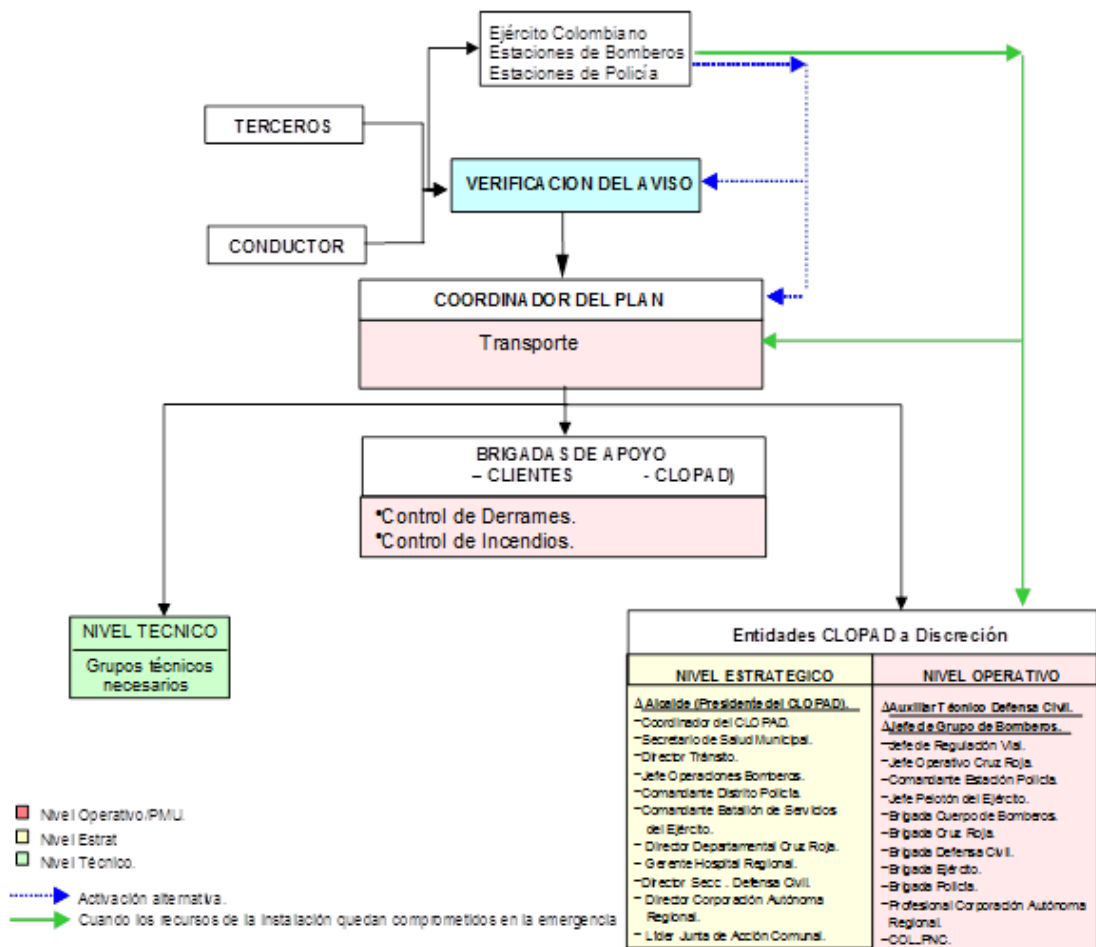 Ejército Colombiano
Estaciones de Bomberos
Estaciones de Policía
TERCEROS
VERIFICACION DEL AVISO
CONDUCTOR
COORDINADOR DEL PLAN
Transporte
BRIGADAS DE APOYO
– CLIENTES - CLOPAD)
•Control de Derrames.
•Control de Incendios.
NIVEL TECNICO
Grupos técnicos
necesarios
Entidades CLOPAD a Discreción
NIVEL ESTRATEGICO
Δ Alcalde (Presidente del CLOPAD).
–Coordinador del CLOPAD.
–Secretario de Salud Municipal.
–Director Tránsito.
–Jefe Operaciones Bomberos.
–Comandante Distrito Policía.
–Comandante Batallón de Servicios
del Ejército.
– Director Departamental Cruz Roja.
– Gerente Hospital Regional.
–Director Secc . Defensa Civil.
– Director Corporación Autónoma
Regional.
– Líder Junta de Acción Comunal.
NIVEL OPERATIVO
ΔAuxiliar Técnico Defensa Civil.
ΔJefe de Grupo de Bomberos.
–Jefe de Regulación Vial.
–Jefe Operativo Cruz Roja.
–Comandante Estación Policía.
–Jefe Pelotón del Ejército.
–Brigada Cuerpo de Bomberos.
–Brigada Cruz Roja.
–Brigada Defensa Civil.
–Brigada Ejército.
–Brigada Policía.
–Profesional Corporación Autónoma
Regional.
–COL_PNC.
Nivel Operativo/PMU.
Nivel Estrat
Nivel Técnico.
Activación alternativa.
Cuando los recursos de la Instalación quedan comprometidos en la emergencia